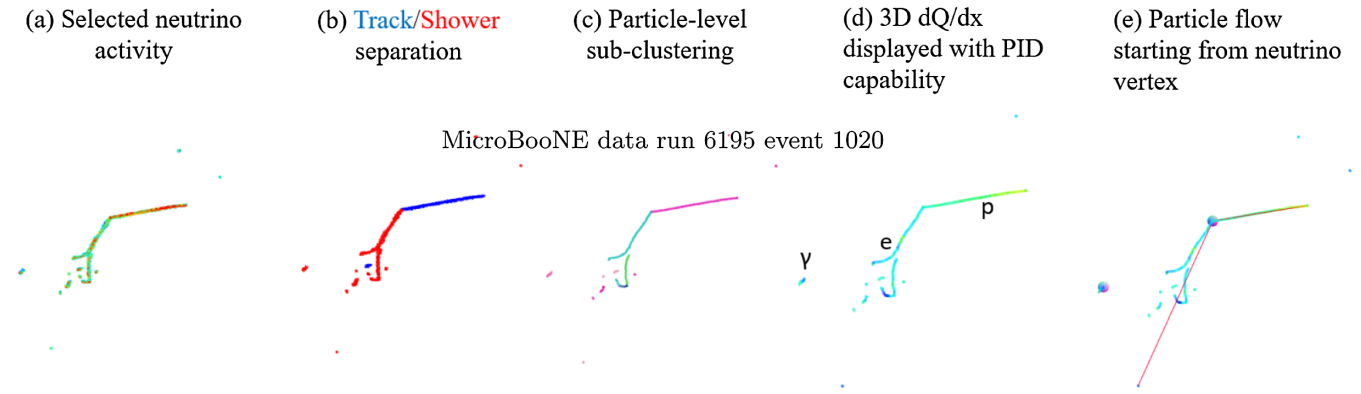 (a) Selected neutrino
activity
(b) Track/Shower
separation
(c) Particle-level
sub-clustering
(d) 3D dQ/dx
displayed with PID
capability
(e) Particle flow
starting from neutrino
vertex
MicroBooNE data run 6195 event 1020
p
e
γ